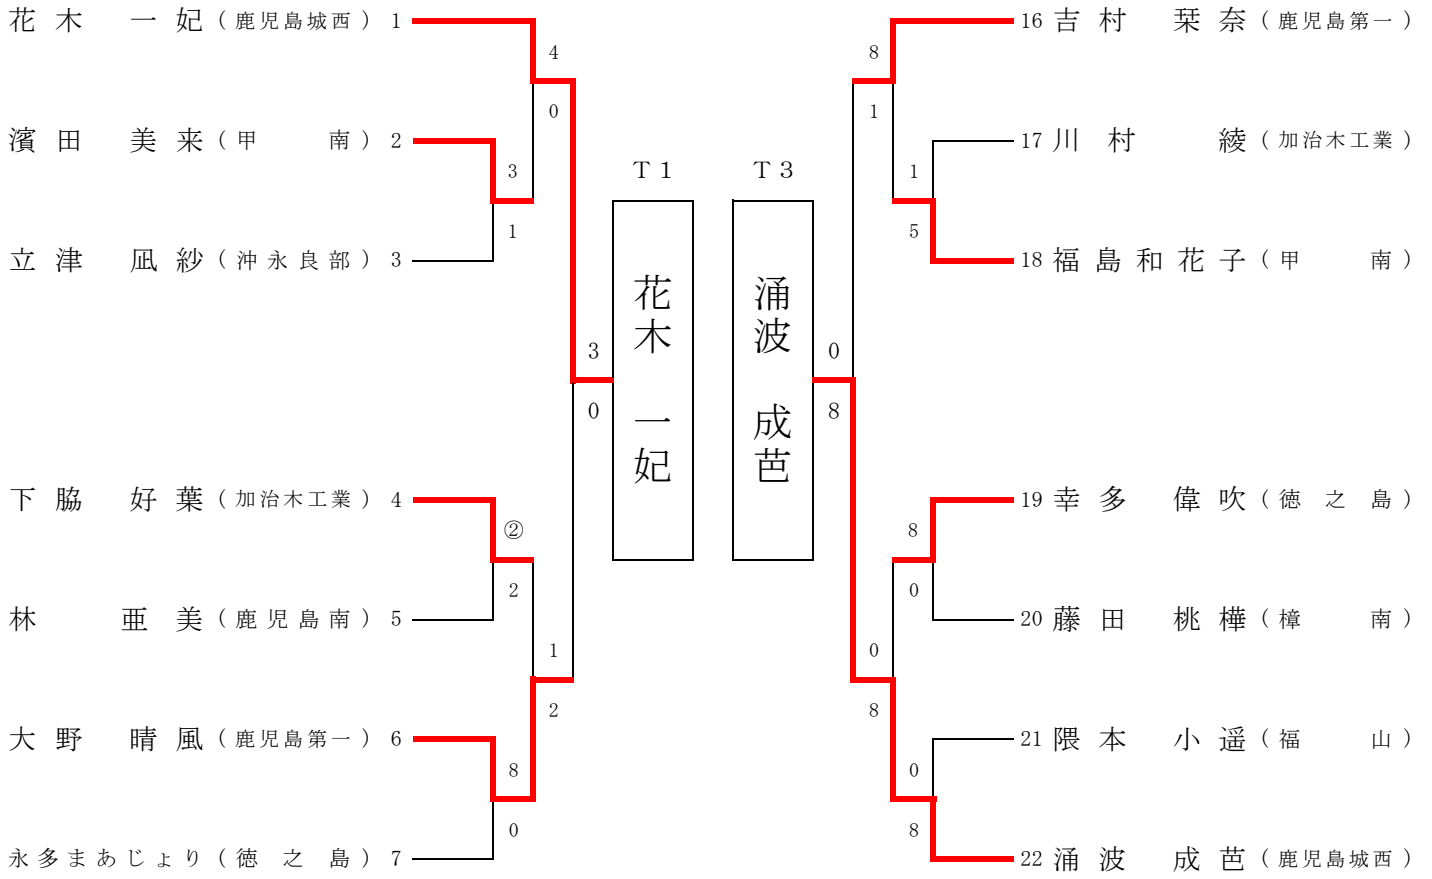 花木 一妃(鹿児島城西) 1
4
0
濱田 美来(甲 南) 2
3
1
立津 凪紗(沖永良部) 3
3
0
下脇 好葉(加治木工業) 4
②
2
林 亜美(鹿児島南) 5
1
2
大野 晴風(鹿児島第一) 6
8
0
永多まあじょり(徳之島) 7
T1
花木 一妃
T3
涌波 成芭
16 吉村 栞奈(鹿児島第一)
8
1
17 川村 綾(加治木工業)
1
5
18 福島和花子(甲 南)
0
8
19 幸多 偉吹(徳之島)
8
0
20 藤田 桃樺(樟 南)
0
8
21 隈本 小遥(福 山)
0
8
22 涌波 成芭(鹿児島城西)